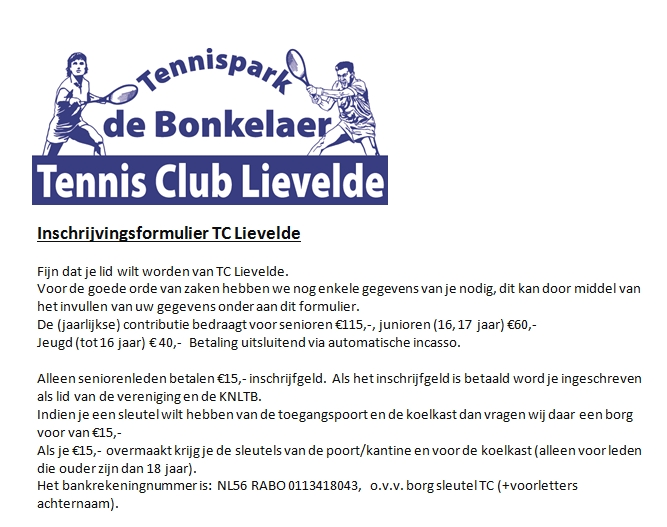 Tennispark
de Bonkelaer
Tennis Club Lievelde
Inschrijvingsformulier TC Lievelde
Fijn dat je lid wilt worden van TC Lievelde.
Voor de goede orde van zaken hebben we nog enkele gegevens van je nodig, dit kan door middel van
het invullen van uw gegevens onder aan dit formulier.
De (jaarlijkse) contributie bedraagt voor senioren €115,-, junioren (16, 17 jaar) €60,-
Jeugd (tot 16 jaar) € 40,- Betaling uitsluitend via automatische incasso.
Alleen seniorenleden betalen €15,- inschrijfgeld. Als het inschrijfgeld is betaald word je ingeschreven
als lid van de vereniging en de KNLTB.
Indien je een sleutel wilt hebben van de toegangspoort en de koelkast dan vragen wij daar een borg
voor van €15,-
Als je €15,- overmaakt krijg je de sleutels van de poort/kantine en voor de koelkast (alleen voor leden
die ouder zijn dan 18 jaar).
Het bankrekeningnummer is: NL56 RABO 0113418043, o.v.v. borg sleutel TC (+voorletters
achternaam).